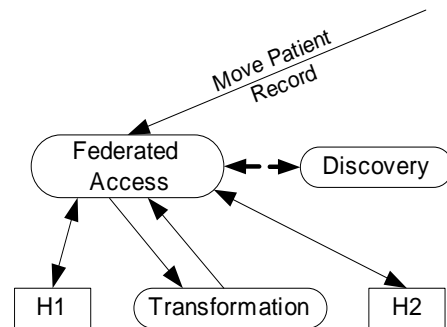 Move Patient
Record
Federated
Access
Discovery
H1
Transformation
H2